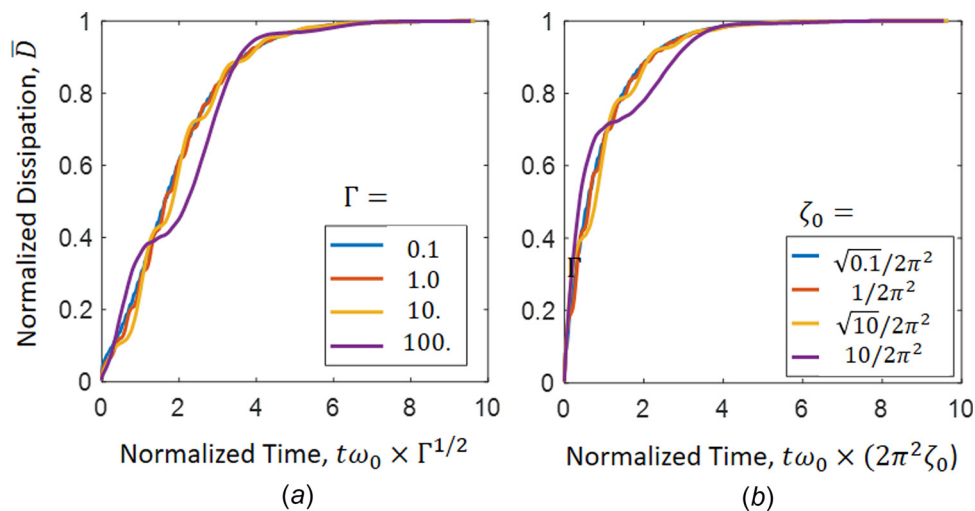 Normalized Dissipation, D̅
1
0.8
0.6
0.4
0.2
0
Γ =
0.1
1.0
10.
100.
0 2 4 6 8 10
Normalized Time, tω₀ × Γ^{1/2}
(a)
1
0.8
0.6
0.4
0.2
0
Γ
ζ₀ =
√0.1/2π²
1/2π²
√10/2π²
10/2π²
0 2 4 6 8 10
Normalized Time, tω₀ × (2π²ζ₀)
(b)